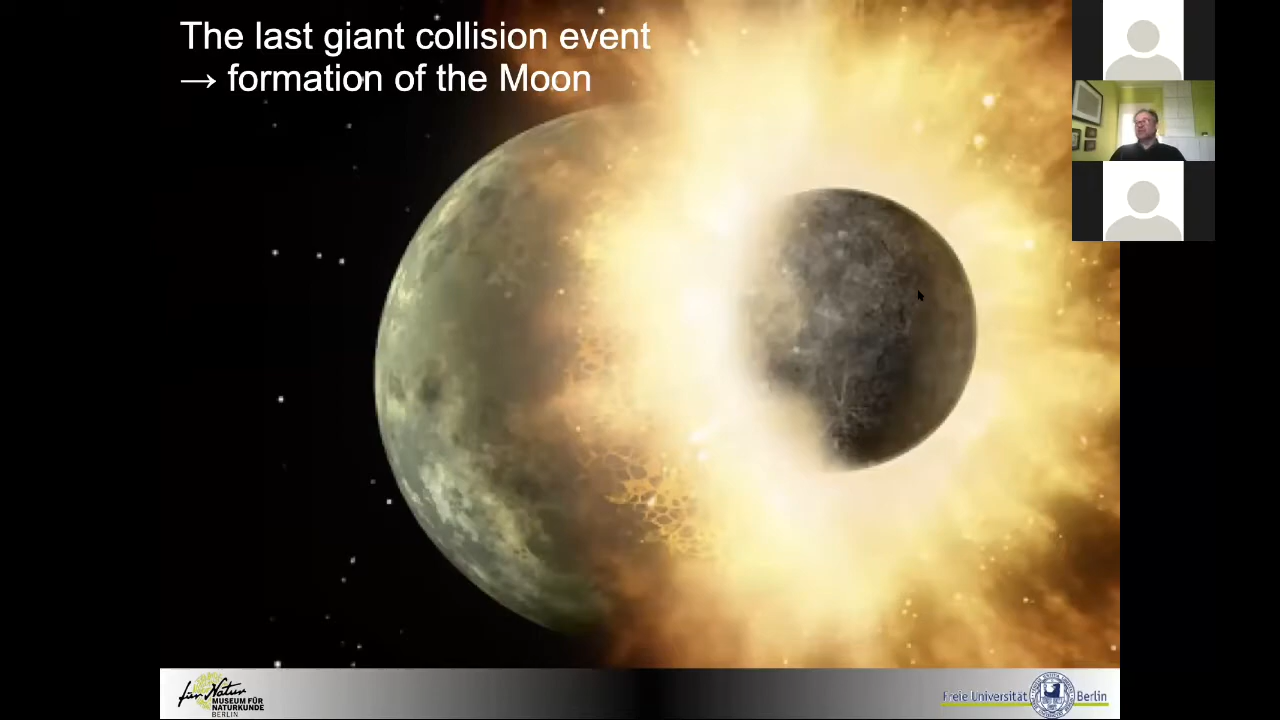 The last giant collision event
→ formation of the Moon
für Natur
MUSEUM FÜR
NATURKUNDE
BERLIN
Freie Universität Berlin